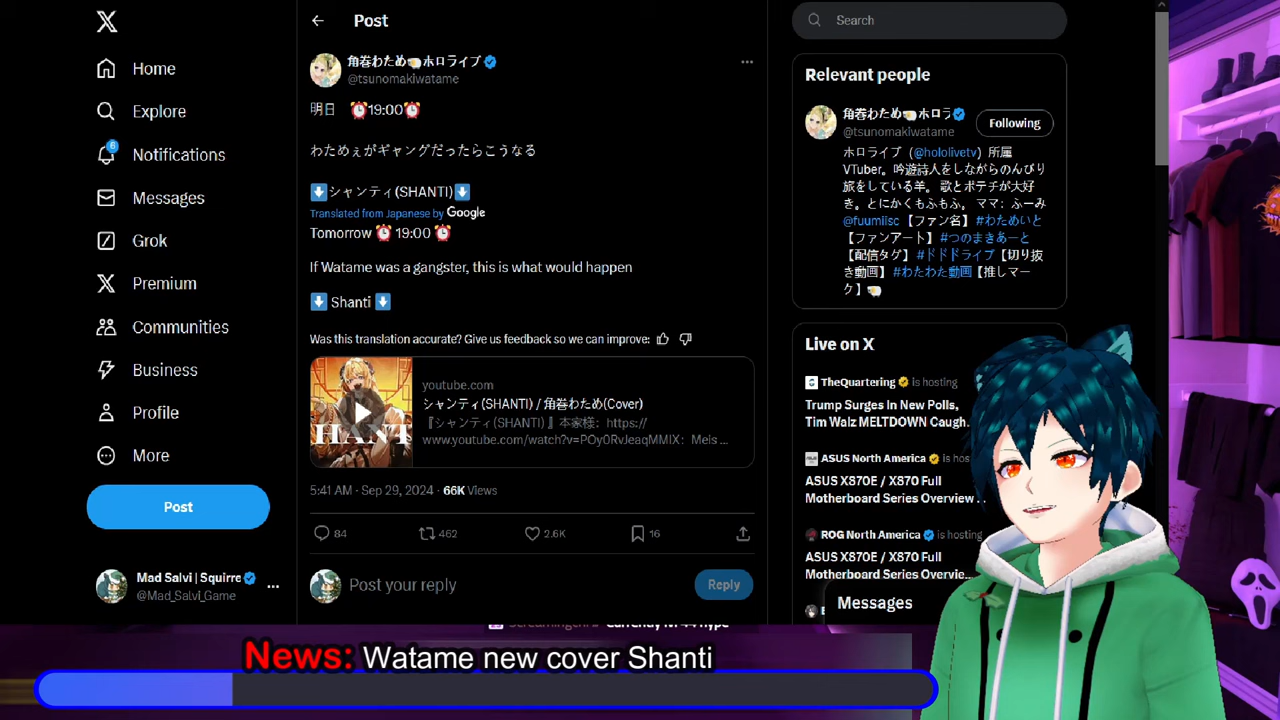 Home
Explore
6
Notifications
Messages
Grok
Premium
Communities
Business
Profile
More
Post
Mad Salvi | Squirre
@Mad_Salvi_Game
Post
角巻わため🐏ホロライブ
@tsunomakiwatame
明日 ⏰19:00⏰
わためぇがギャングだったらこうなる
⬇️シャンティ(SHANTI)⬇️
Translated from Japanese by Google
Tomorrow ⏰ 19:00 ⏰
If Watame was a gangster, this is what would happen
⬇️ Shanti ⬇️
Was this translation accurate? Give us feedback so we can improve:
HANT
youtube.com
シャンティ(SHANTI) / 角巻わため(Cover)
『シャンティ(SHANTI) 』本家様：https://
www.youtube.com/watch?v=POy0RvJeaqMMIX：Meis ...
5:41 AM · Sep 29, 2024 · 66K Views
84
462
2.6K
16
Post your reply
Reply
Search
Relevant people
角巻わため🐏ホロラ
@tsunomakiwatame
Following
ホロライブ（@hololivetv）所属
VTuber。吟遊詩人をしながらのんびり
旅をしている羊。 歌とポテチが大好
き。とにかくもふもふ。 ママ：ふーみ
@fuumiisc 【ファン名】#わためいと
【ファンアート】#つのまきあーと
【配信タグ】#ドドドライブ【切り抜
き動画】#わたわた動画【推しマー
ク】🐏
Live on X
TheQuartering is hosting
Trump Surges In New Polls,
Tim Walz MELTDOWN Caugh.
ASUS North America is hos
ASUS X870E / X870 Full
Motherboard Series Overview . .
ROG North America is hostin
ASUS X870E / X870 Full
Motherboard Series Overview
Messages
News: Watame new cover Shanti